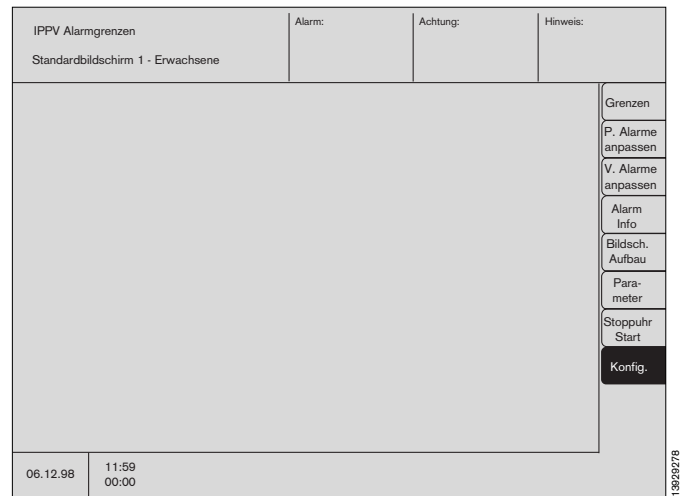 IPPV Alarmgrenzen
Standardbildschirm 1 - Erwachsene
Alarm:
Achtung:
Hinweis:
Grenzen
P. Alarme
anpassen
V. Alarme
anpassen
Alarm
Info
Bildsch.
Aufbau
Para-
meter
Stoppuhr
Start
Konfig.
06.12.98
11:59
00:00
13929278